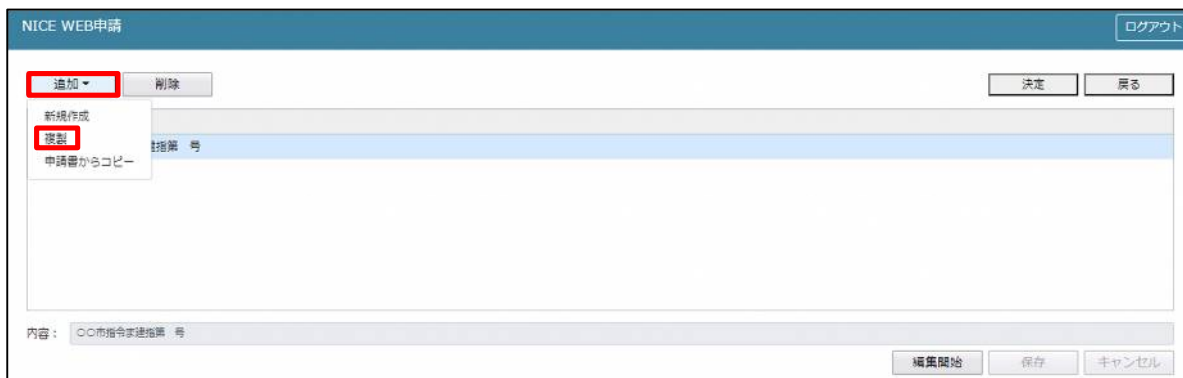 NICE WEB申請
ログアウト
追加 削除 決定 戻る
新規作成
複製
建指第 号
申請書からコピー
内容： 〇〇市指令ま建指第 号
編集開始 保存 キャンセル